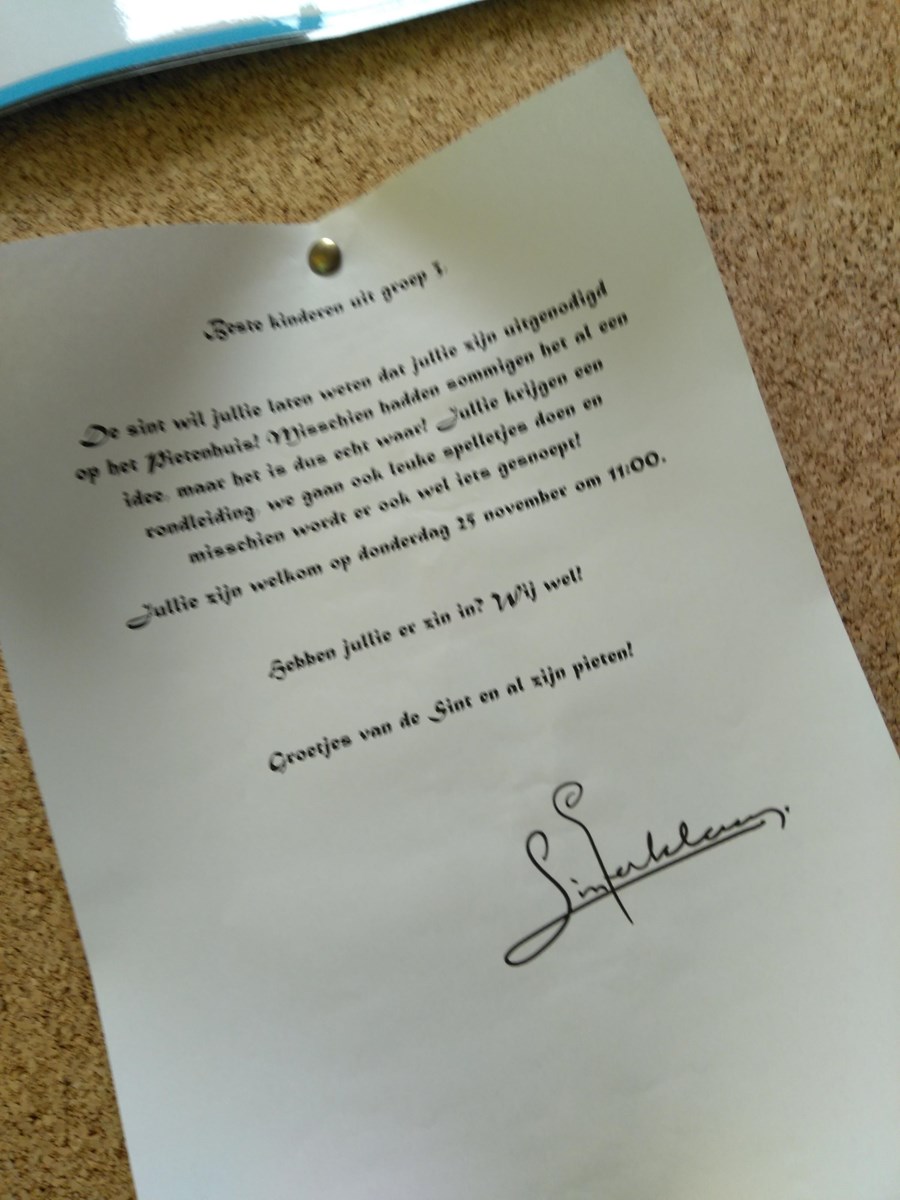 Beste kinderen uit groep
De sint wil jullie laten weten dat jullie zijn uitgenodigd
op het Pietenhuis! Misschien hadden sommigen het al een
idee, maar het is dus echt waar! Jullie krijgen een
rondleiding, we gaan ook leuke spelletjes doen en
misschien wordt er ook wel iets gesnoept!
Jullie zijn welkom op donderdag 25 november om 11:00.
Hebben jullie er zin in? Wij wel!
Groetjes van de Sint en al zijn pieten!
Sinterklaas